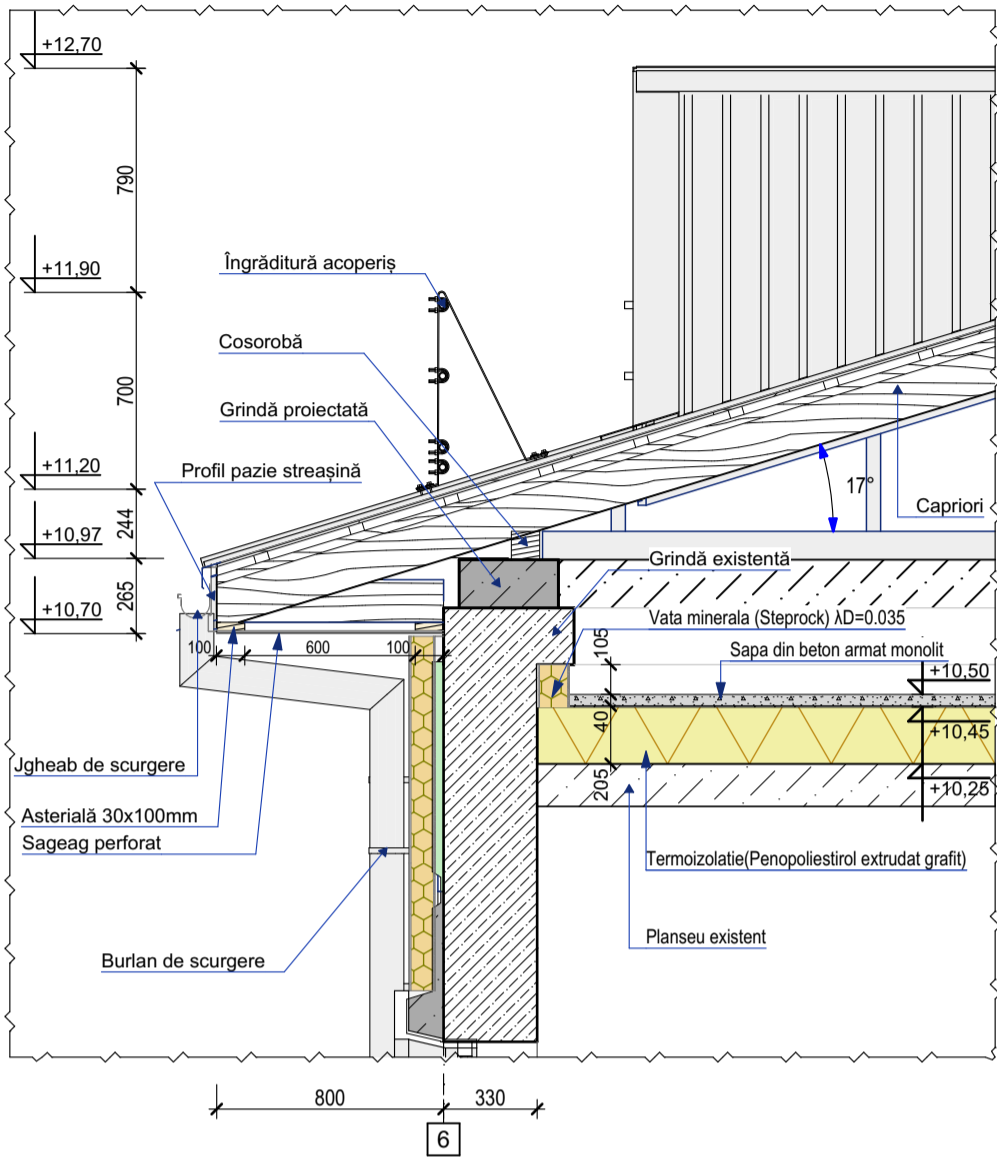 +12,70
790
+11,90
Îngrăditură acoperiș
Cosorobă
700
Grindă proiectată
+11,20
Profil pazie streașină
17°
Capriori
244
+10,97
Grindă existentă
265
+10,70
Vata minerala (Steprock) λD=0.035
100
600
100
105
Sapa din beton armat monolit
+10,50
40
+10,45
Jgheab de scurgere
205
+10,25
Asterială 30x100mm
Sageag perforat
Termoizolatie(Penopoliestirol extrudat grafit)
Planseu existent
Burlan de scurgere
800
330
6